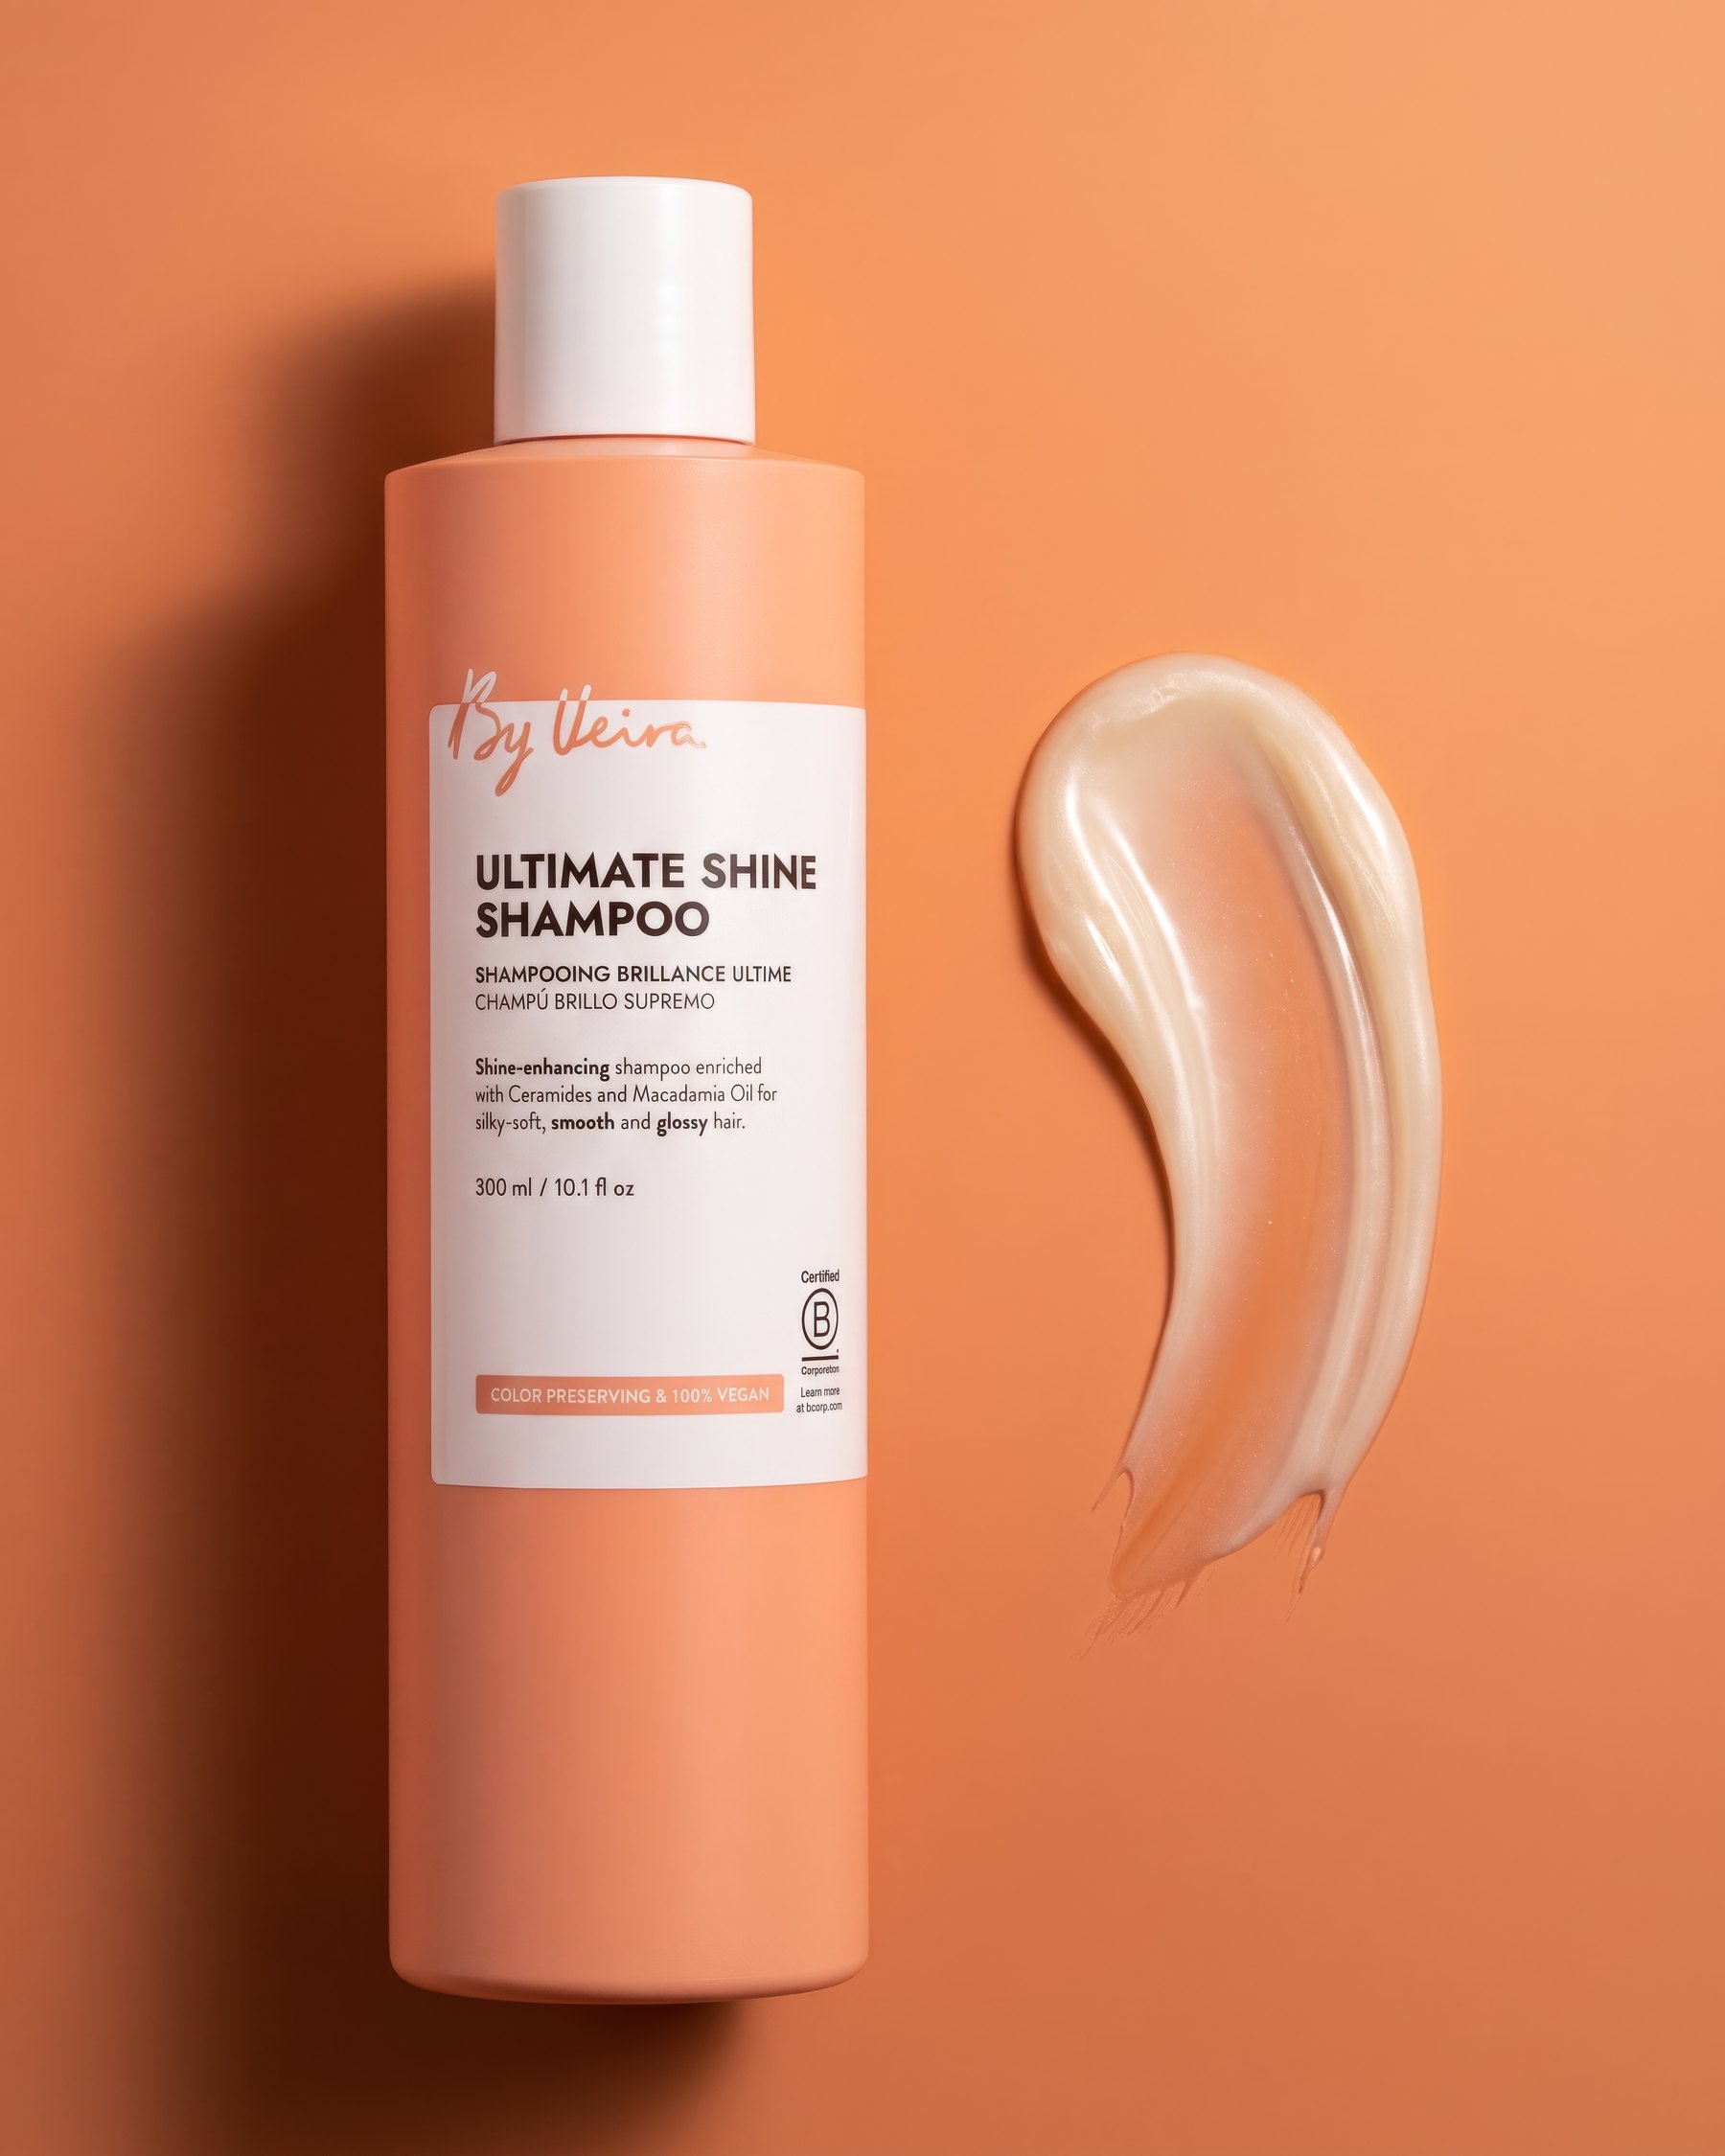 By Veira
ULTIMATE SHINE
SHAMPOO
SHAMPOOING BRILLANCE ULTIME
CHAMPÚ BRILLO SUPREMO
Shine-enhancing shampoo enriched
with Ceramides and Macadamia Oil for
silky-soft, smooth and glossy hair.
300 ml / 10.1 fl oz
Certified
B
Corporeton
Learn more
at bcorp.com
COLOR PRESERVING & 100% VEGAN